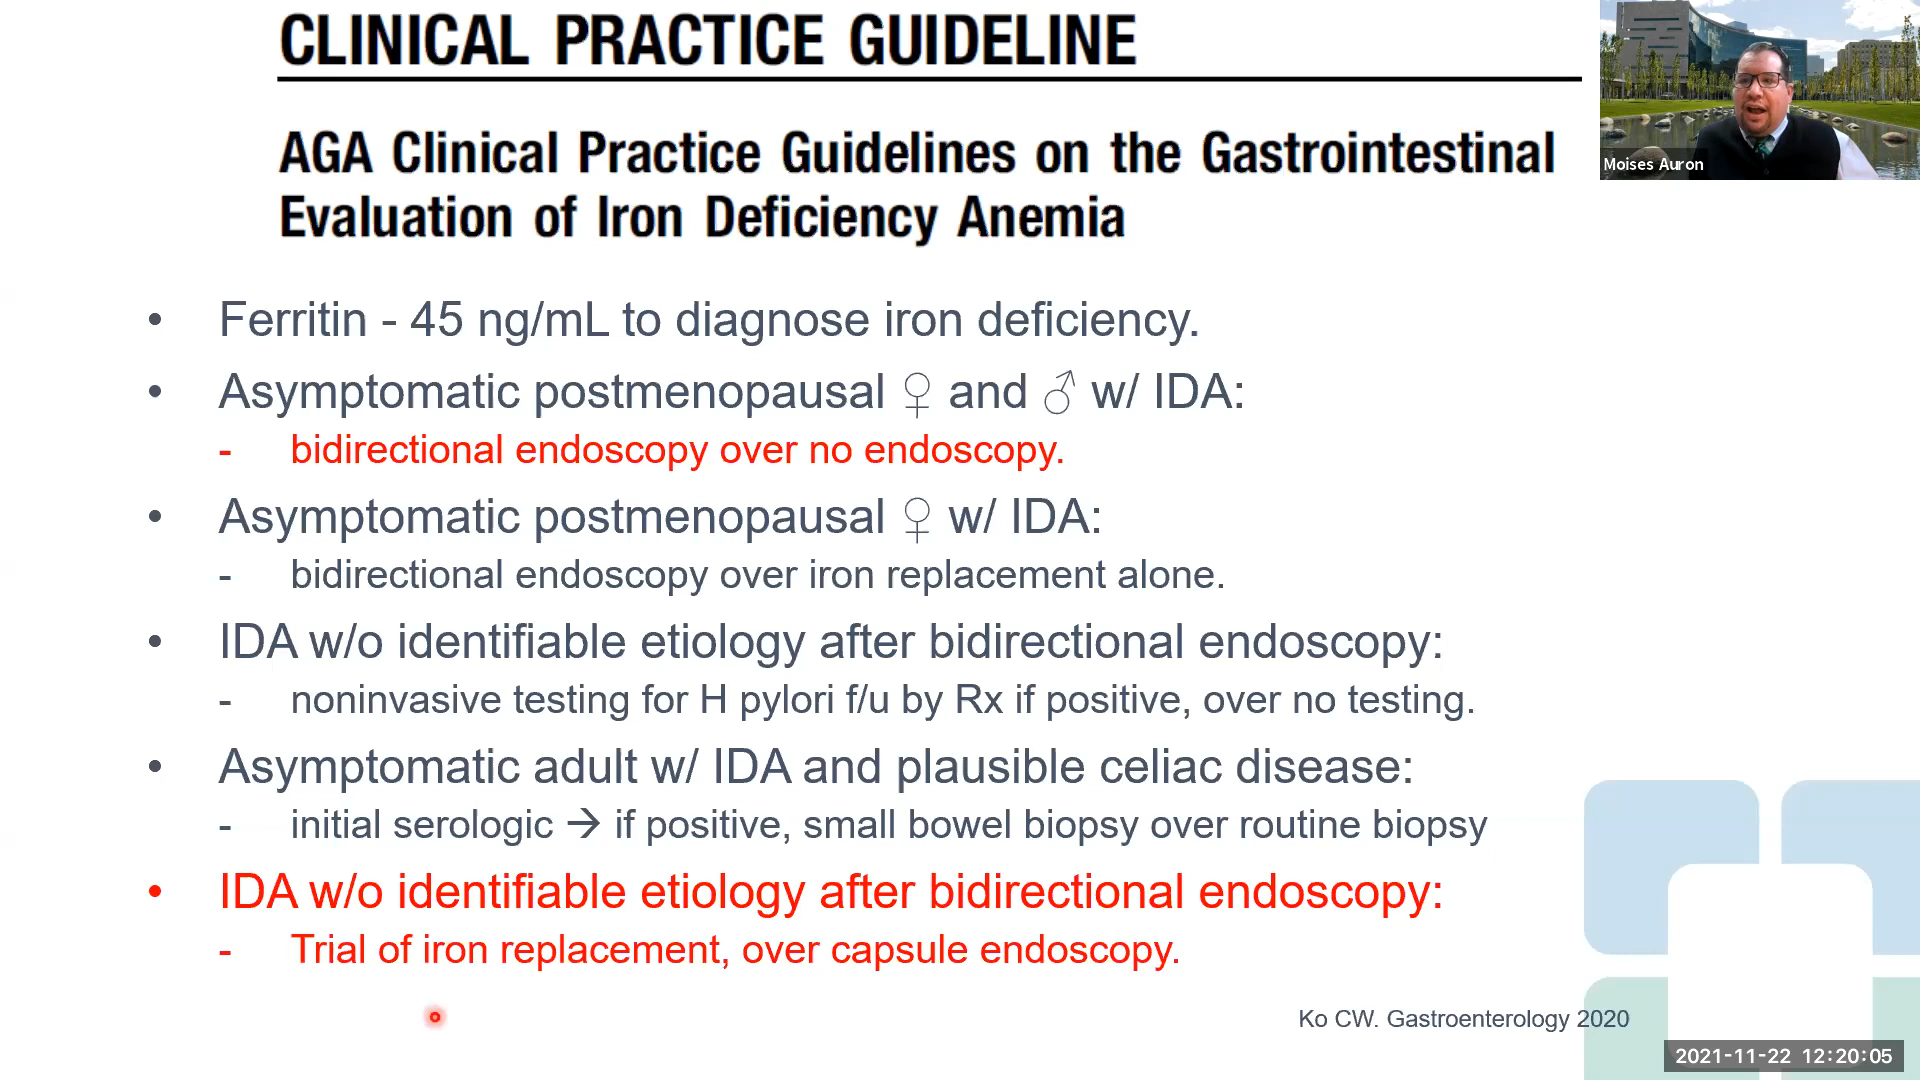 CLINICAL PRACTICE GUIDELINE
AGA Clinical Practice Guidelines on the Gastrointestinal
Evaluation of Iron Deficiency Anemia
Moises Auron
• Ferritin - 45 ng/mL to diagnose iron deficiency.
• Asymptomatic postmenopausal ♀ and ♂ w/ IDA:
- bidirectional endoscopy over no endoscopy.
• Asymptomatic postmenopausal ♀ w/ IDA:
- bidirectional endoscopy over iron replacement alone.
• IDA w/o identifiable etiology after bidirectional endoscopy:
- noninvasive testing for H pylori f/u by Rx if positive, over no testing.
• Asymptomatic adult w/ IDA and plausible celiac disease:
- initial serologic → if positive, small bowel biopsy over routine biopsy
• IDA w/o identifiable etiology after bidirectional endoscopy:
- Trial of iron replacement, over capsule endoscopy.
Ko CW. Gastroenterology 2020
2021-11-22 12:20:05